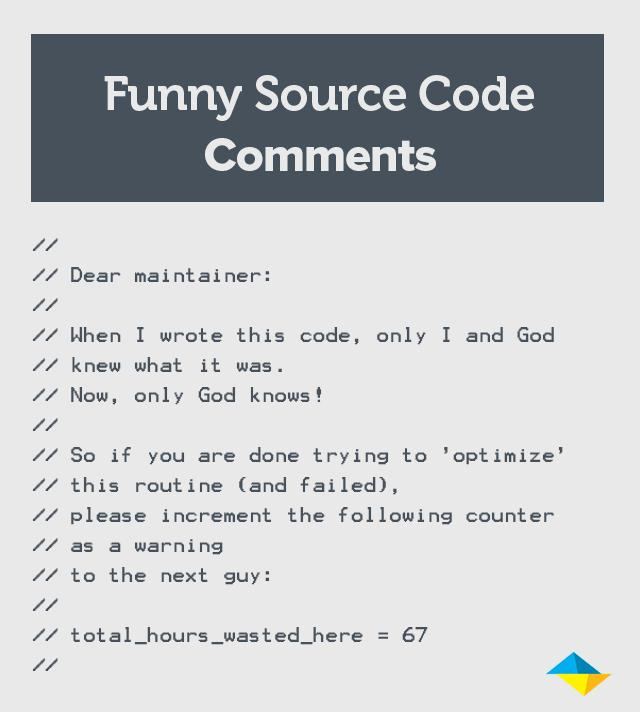 Funny Source Code
Comments
//
// Dear maintainer:
//
// When I wrote this code, only I and God
// knew what it was.
// Now, only God knows!
//
// So if you are done trying to 'optimize'
// this routine (and failed),
// please increment the following counter
// as a warning
// to the next guy:
//
// total_hours_wasted_here = 67
//